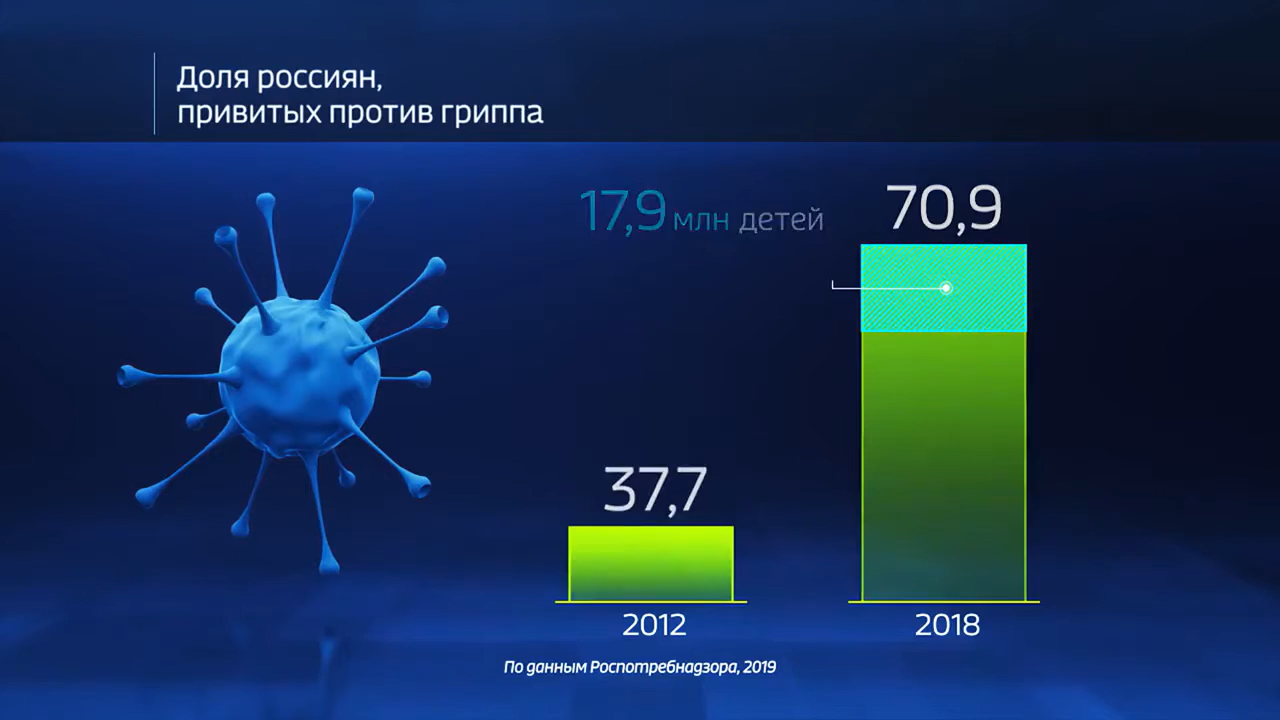 Доля россиян,
привитых против гриппа
17,9 млн детей
70,9
37,7
2012
2018
По данным Роспотребнадзора, 2019